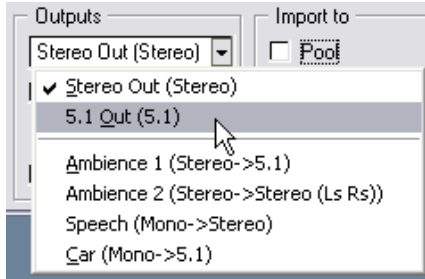 Outputs
Import to
Stereo Out (Stereo)
Pool
Stereo Out (Stereo)
5.1 Out (5.1)
Ambience 1 (Stereo->5.1)
Ambience 2 (Stereo->Stereo (Ls Rs))
Speech (Mono->Stereo)
Car (Mono->5.1)